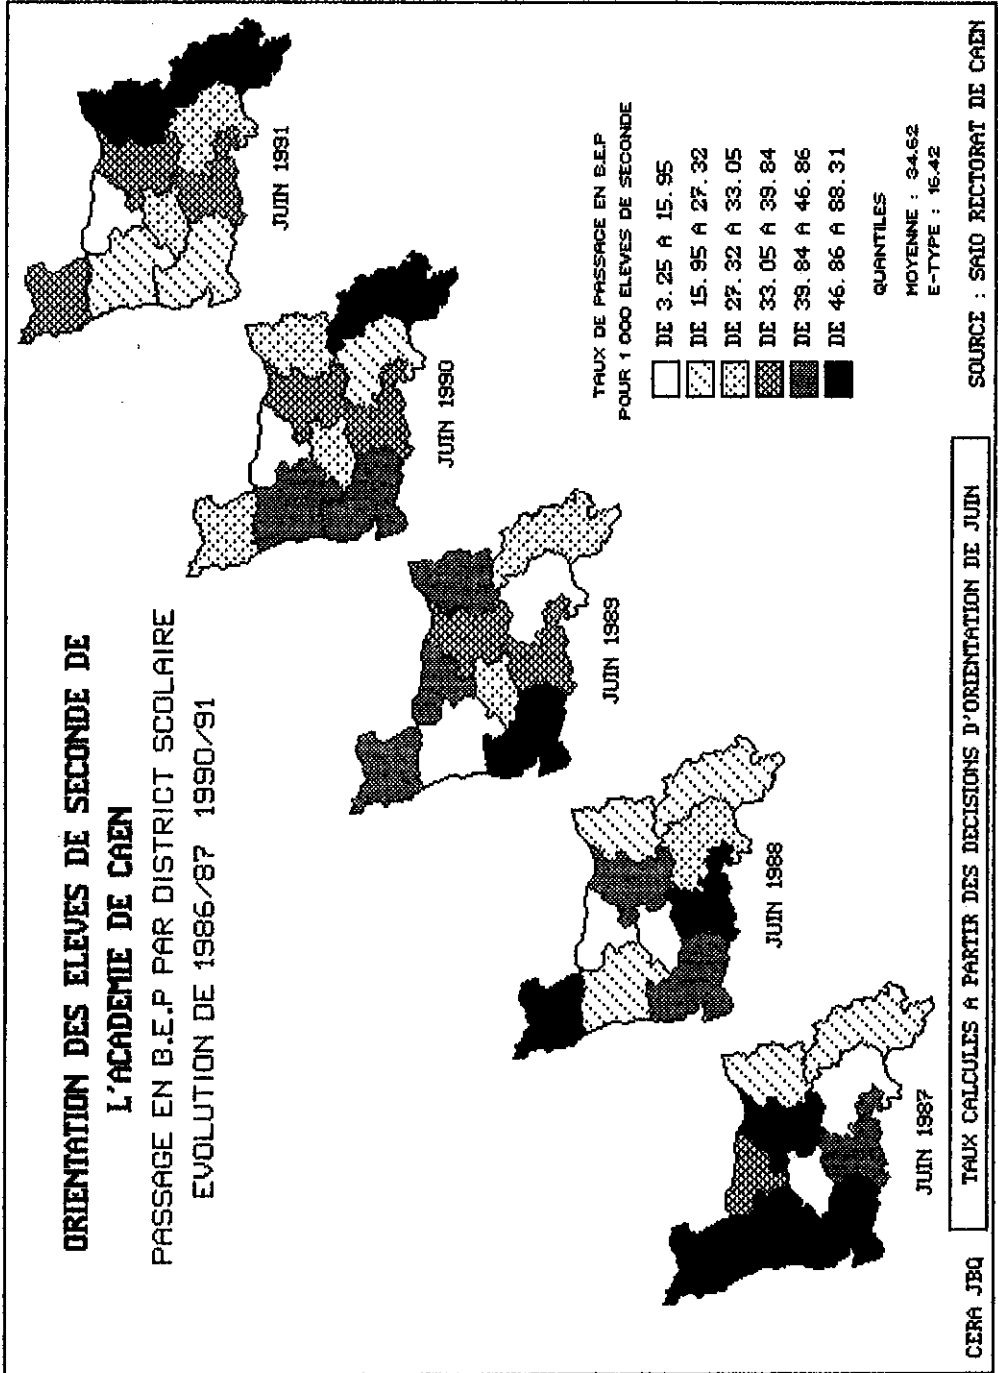 ORIENTATION DES ELEVES DE SECONDE DE
L'ACADEMIE DE CAEN
PASSAGE EN B.E.P PAR DISTRICT SCOLAIRE
EVOLUTION DE 1986/87 1990/91
JUIN 1987
JUIN 1988
JUIN 1989
JUIN 1990
JUIN 1991
TAUX DE PASSAGE EN B.E.P
POUR 1 000 ELEVES DE SECONDE
DE 3.25 A 15.95
DE 15.95 A 27.32
DE 27.32 A 33.05
DE 33.05 A 39.84
DE 39.84 A 46.86
DE 46.86 A 88.31
QUANTILES
MOYENNE : 34.62
E-TYPE : 16.42
CERA JBQ
TAUX CALCULES A PARTIR DES DECISIONS D'ORIENTATION DE JUIN
SOURCE : SAIO RECTORAT DE CAEN